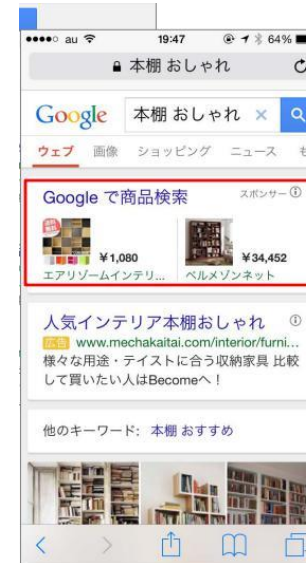 au 19:47 64%
本棚 おしゃれ
Google 本棚 おしゃれ ×
ウェブ 画像 ショッピング ニュース も
Google で商品検索 スポンサー
送料無料
¥1,080 ¥34,452
エアリゾームインテリ... ベルメゾンネット
人気インテリア本棚おしゃれ
広告 www.mechakaitai.com/interior/furni...
様々な用途・テイストに合う収納家具 比較
して買いたい人はBecomeへ！
他のキーワード: 本棚 おすすめ